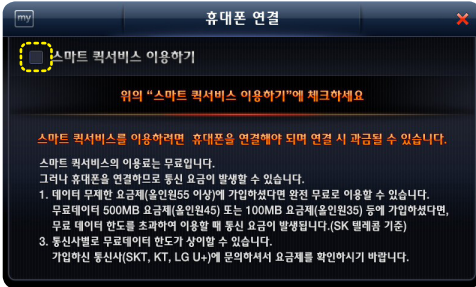 my
휴대폰 연결
스마트 퀵서비스 이용하기
위의 “스마트 퀵서비스 이용하기”에 체크하세요
스마트 퀵서비스를 이용하려면 휴대폰을 연결해야 되며 연결 시 과금될 수 있습니다.
스마트 퀵서비스의 이용료는 무료입니다.
그러나 휴대폰을 연결하므로 통신 요금이 발생할 수 있습니다.
1. 데이터 무제한 요금제(올인원55 이상)에 가입하셨다면 완전 무료로 이용할 수 있습니다.
무료데이터 500MB 요금제(올인원45) 또는 100MB 요금제(올인원35) 등에 가입하셨다면,
무료 데이터 한도를 초과하여 이용할 때 통신 요금이 발생됩니다.(SK 텔레콤 기준)
3. 통신사별로 무료데이터 한도가 상이할 수 있습니다.
가입하신 통신사(SKT, KT, LG U+)에 문의하셔서 요금제를 확인하시기 바랍니다.